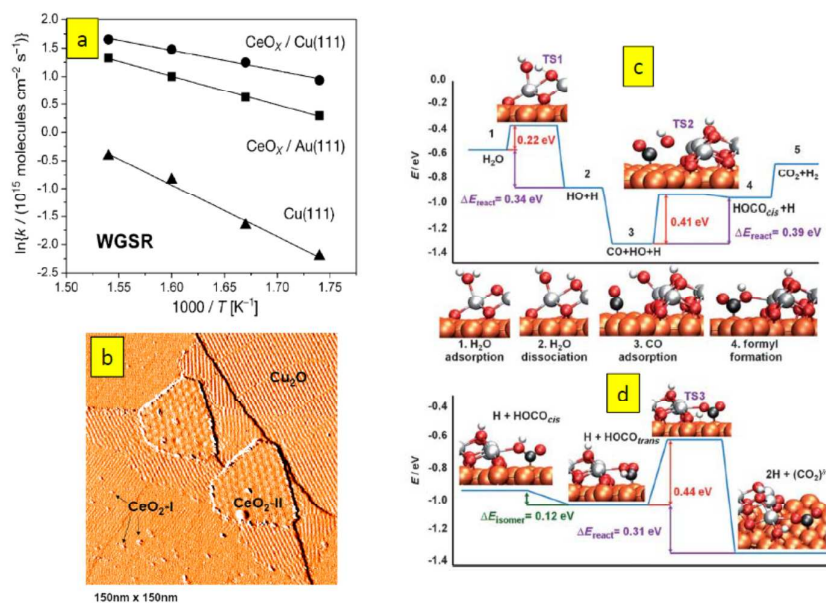 a
2.0
1.5
1.0
0.5
0.0
-0.5
-1.0
-1.5
-2.0
-2.5
ln{k / (10¹⁵ molecules cm⁻² s⁻¹)}
CeOₓ / Cu(111)
CeOₓ / Au(111)
Cu(111)
WGSR
1.50 1.55 1.60 1.65 1.70 1.75
1000 / T [K⁻¹]
b
Cu₂O
CeO₂-II
CeO₂-I
150nm x 150nm
c
0.0
-0.4
-0.6
-0.8
-1.0
-1.2
-1.4
E / eV
TS1
1
H₂O
0.22 eV
ΔEreact = 0.34 eV
2
HO+H
3
CO+HO+H
TS2
0.41 eV
4
HOCOcis +H
ΔEreact = 0.39 eV
5
CO₂+H₂
1. H₂O
adsorption
2. H₂O
dissociation
3. CO
adsorption
4. formyl
formation
d
-0.4
-0.6
-0.8
-1.0
-1.2
-1.4
E / eV
H + HOCOcis
H + HOCOtrans
TS3
ΔEisomer = 0.12 eV
0.44 eV
ΔEreact= 0.31 eV